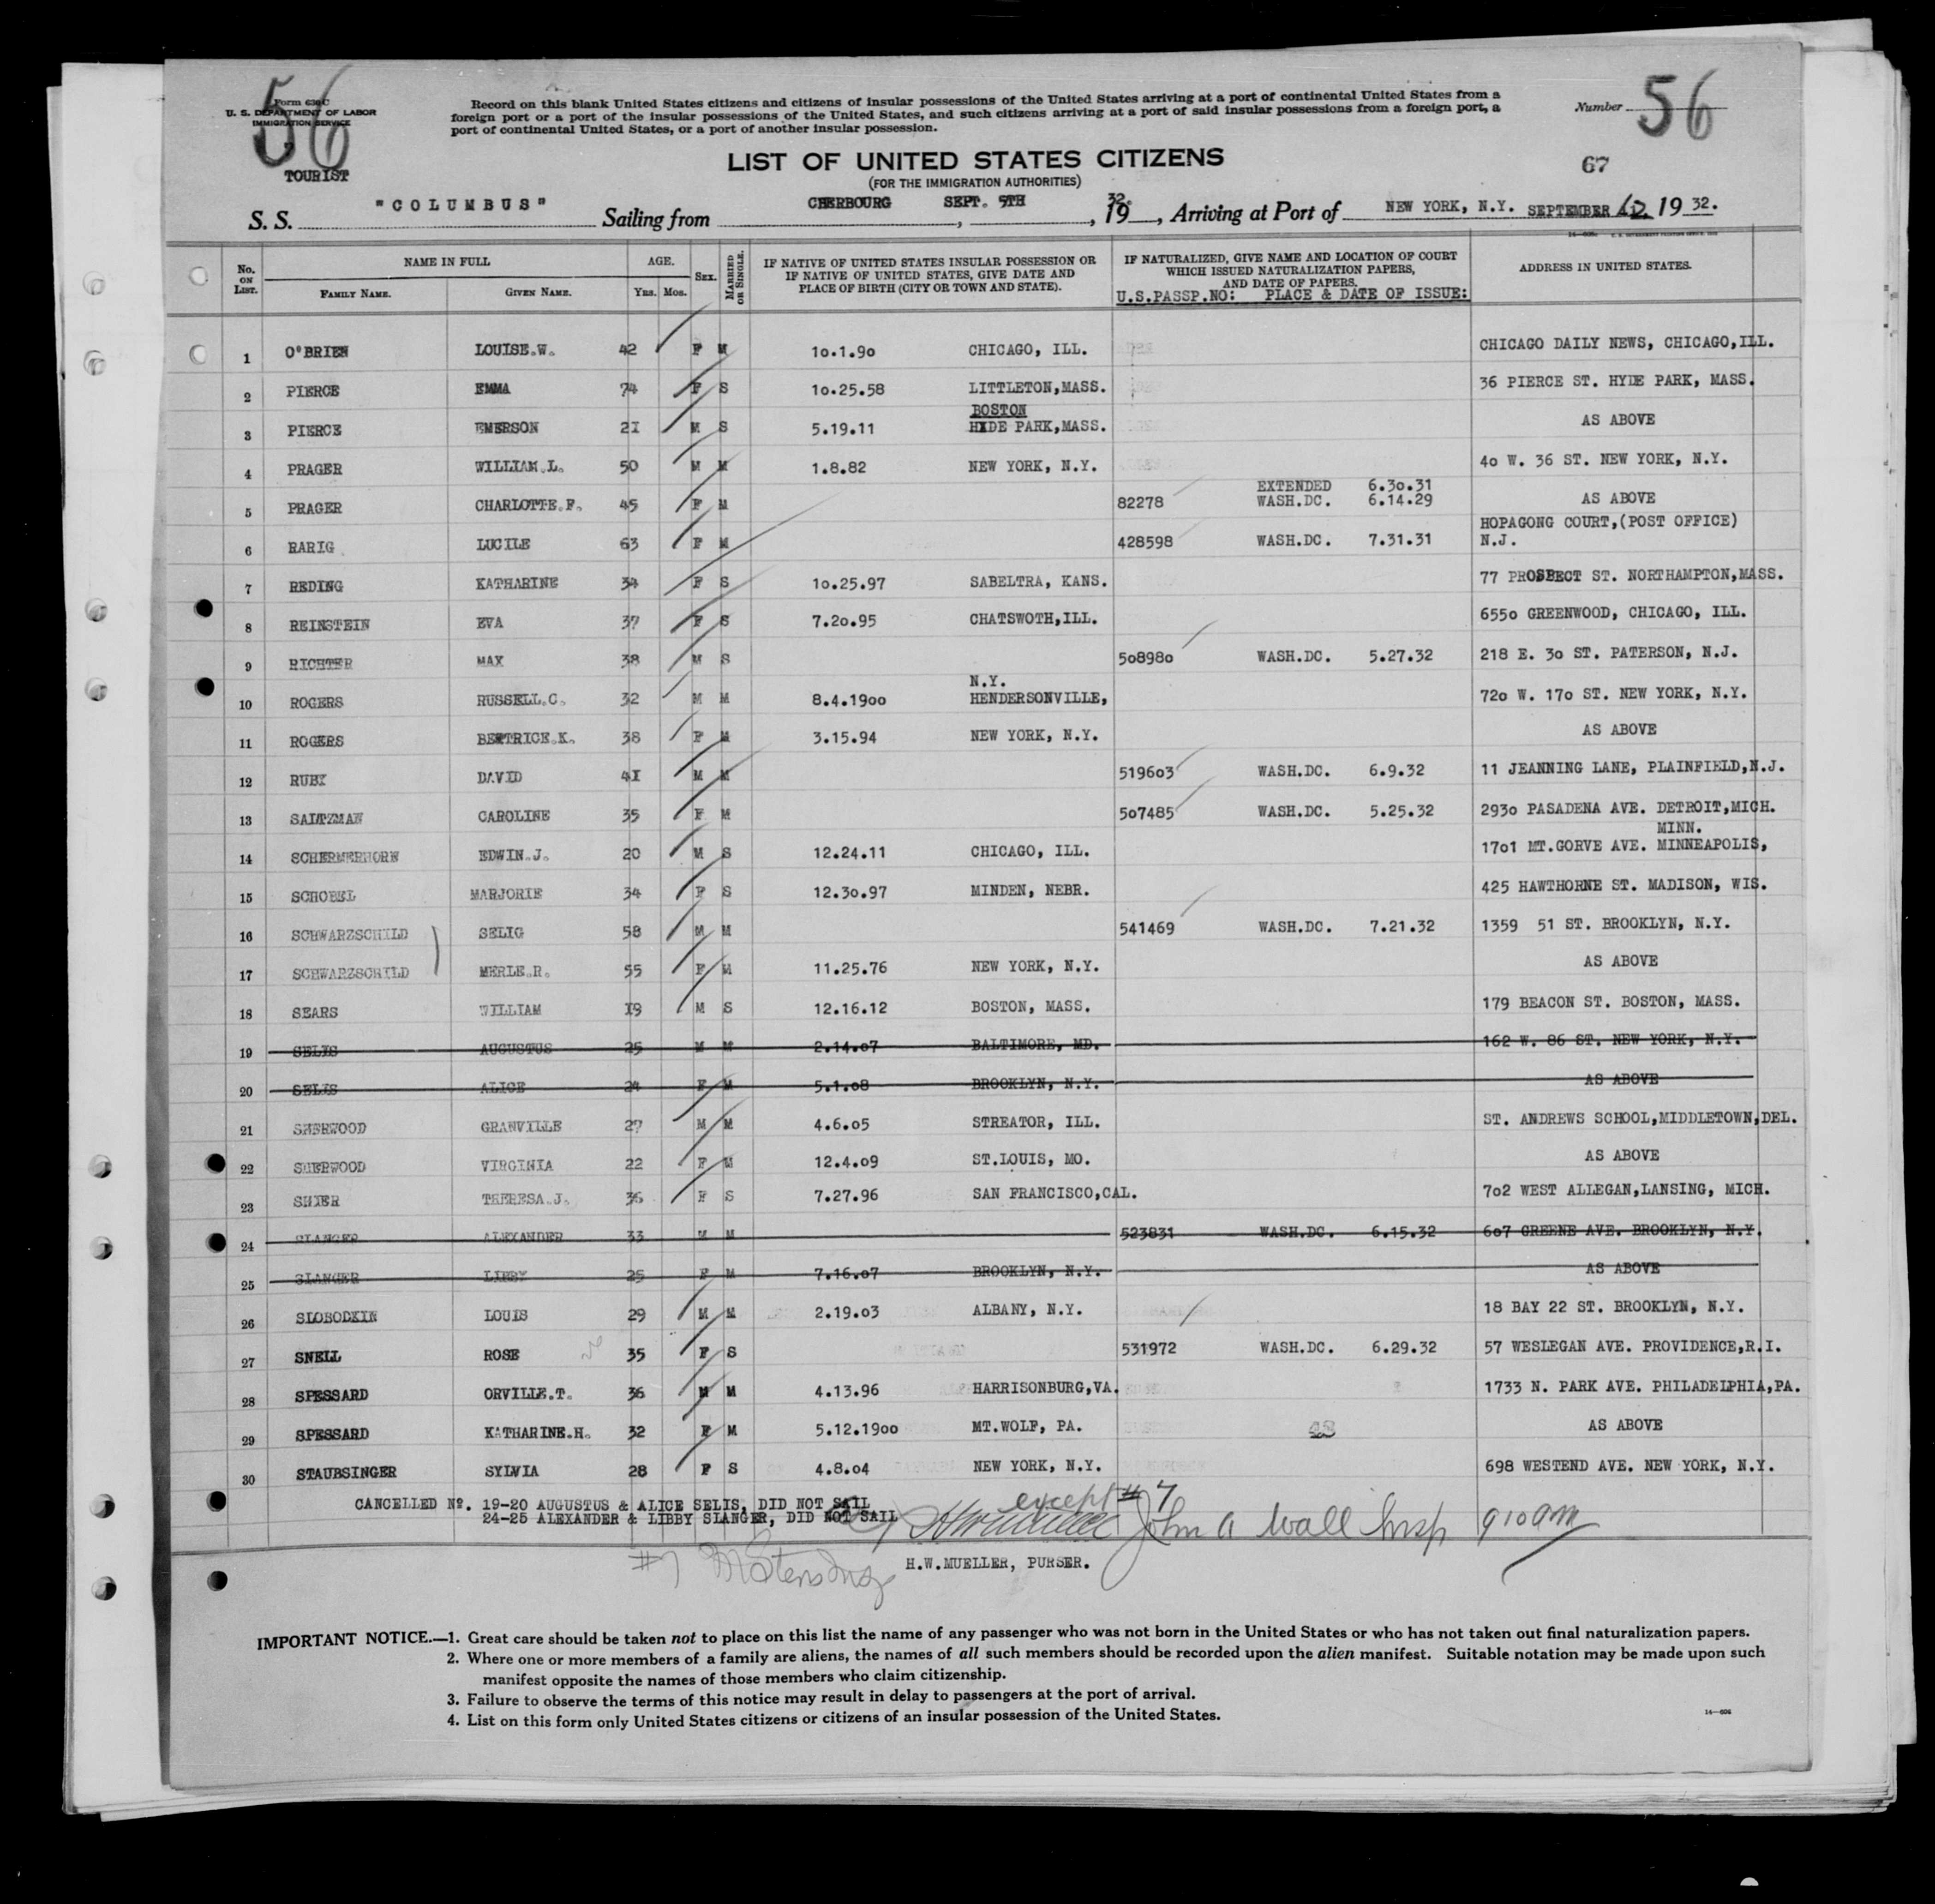 56
Form 630 C
U. S. DEPARTMENT OF LABOR
IMMIGRATION SERVICE
TOURIST
Record on this blank United States citizens and citizens of insular possessions of the United States arriving at a port of continental United States from a
foreign port or a port of the insular possessions of the United States, and such citizens arriving at a port of said insular possessions from a foreign port, a
port of continental United States, or a port of another insular possession.
Number 56
67
LIST OF UNITED STATES CITIZENS
(FOR THE IMMIGRATION AUTHORITIES)
S. S. "COLUMBUS" Sailing from CHERBOURG SEPT. 5TH, 19 32., Arriving at Port of NEW YORK, N.Y. SEPTEMBER 12, 19 32.
No. ON LIST. NAME IN FULL FAMILY NAME. GIVEN NAME. AGE. YRS. MOS. SEX. MARRIED OR SINGLE. IF NATIVE OF UNITED STATES INSULAR POSSESSION OR IF NATIVE OF UNITED STATES, GIVE DATE AND PLACE OF BIRTH (CITY OR TOWN AND STATE). IF NATURALIZED, GIVE NAME AND LOCATION OF COURT WHICH ISSUED NATURALIZATION PAPERS, AND DATE OF PAPERS. U.S.PASSP.NO: PLACE & DATE OF ISSUE: ADDRESS IN UNITED STATES.
1 O'BRIEN LOUISE.W. 42 F M 10.1.90 CHICAGO, ILL. CHICAGO DAILY NEWS, CHICAGO,ILL.
2 PIERCE EMMA 74 F S 10.25.58 LITTLETON,MASS. 36 PIERCE ST. HYDE PARK, MASS.
BOSTON
3 PIERCE EMERSON 21 M S 5.19.11 HYDE PARK,MASS. AS ABOVE
4 PRAGER WILLIAM.L. 50 M M 1.8.82 NEW YORK, N.Y. 40 W. 36 ST. NEW YORK, N.Y.
EXTENDED 6.30.31
5 PRAGER CHARLOTTE.F. 45 F M 82278 WASH.DC. 6.14.29 AS ABOVE
HOPAGONG COURT,(POST OFFICE)
6 RARIG LUCILE 63 F M 428598 WASH.DC. 7.31.31 N.J.
7 REDING KATHARINE 34 F S 10.25.97 SABELTRA, KANS. 77 PROSPECT ST. NORTHAMPTON,MASS.
8 REINSTEIN EVA 37 F S 7.20.95 CHATSWOTH,ILL. 6550 GREENWOOD, CHICAGO, ILL.
9 RICHTER MAX 38 M S 508980 WASH.DC. 5.27.32 218 E. 30 ST. PATERSON, N.J.
N.Y.
10 ROGERS RUSSELL.C. 32 M M 8.4.1900 HENDERSONVILLE, 720 W. 170 ST. NEW YORK, N.Y.
11 ROGERS BETRICE.K. 38 F M 3.15.94 NEW YORK, N.Y. AS ABOVE
12 RUBY DAVID 41 M M 519603 WASH.DC. 6.9.32 11 JEANNING LANE, PLAINFIELD,N.J.
13 SALTZMAN CAROLINE 35 F M 507485 WASH.DC. 5.25.32 2930 PASADENA AVE. DETROIT,MICH.
MINN.
14 SCHERMERHORN EDWIN.J. 20 M S 12.24.11 CHICAGO, ILL. 1701 MT.GORVE AVE. MINNEAPOLIS,
15 SCHOBEL MARJORIE 34 F S 12.30.97 MINDEN, NEBR. 425 HAWTHORNE ST. MADISON, WIS.
16 SCHWARZSCHILD SELIG 58 M M 541469 WASH.DC. 7.21.32 1359 51 ST. BROOKLYN, N.Y.
17 SCHWARZSCHILD MERLE.R. 55 F M 11.25.76 NEW YORK, N.Y. AS ABOVE
18 SEARS WILLIAM 19 M S 12.16.12 BOSTON, MASS. 179 BEACON ST. BOSTON, MASS.
19 SELIS AUGUSTUS 25 M M 2.14.07 BALTIMORE, MD. 162 W. 86 ST. NEW YORK, N.Y.
20 SELIS ALICE 24 F M 5.1.08 BROOKLYN, N.Y. AS ABOVE
21 SHERWOOD GRANVILLE 27 M M 4.6.05 STREATOR, ILL. ST. ANDREWS SCHOOL,MIDDLETOWN,DEL.
22 SHERWOOD VIRGINIA 22 F M 12.4.09 ST.LOUIS, MO. AS ABOVE
23 SHIER THERESA.J. 36 F S 7.27.96 SAN FRANCISCO,CAL. 702 WEST ALLEGAN,LANSING, MICH.
24 SLANGER ALEXANDER 33 M M 523831 WASH.DC. 6.15.32 607 GREENE AVE. BROOKLYN, N.Y.
25 SLANGER LIBBY 25 F M 7.16.07 BROOKLYN, N.Y. AS ABOVE
26 SLOBODKIN LOUIS 29 M M 2.19.03 ALBANY, N.Y. 18 BAY 22 ST. BROOKLYN, N.Y.
27 SNELL ROSE 35 F S 531972 WASH.DC. 6.29.32 57 WESLEGAN AVE. PROVIDENCE,R.I.
28 SPESSARD ORVILLE.T. 36 M M 4.13.96 HARRISONBURG,VA. 1733 N. PARK AVE. PHILADELPHIA,PA.
29 SPESSARD KATHARINE.H. 32 F M 5.12.1900 MT.WOLF, PA. 48 AS ABOVE
30 STAUBSINGER SYLVIA 28 F S 4.8.04 NEW YORK, N.Y. 698 WESTEND AVE. NEW YORK, N.Y.
CANCELLED No. 19-20 AUGUSTUS & ALICE SELIS, DID NOT SAIL
24-25 ALEXANDER & LIBBY SLANGER, DID NOT SAIL
except #7
John A Wall Insp 910 am
#7
H.W.MUELLER, PURSER.
IMPORTANT NOTICE.—1. Great care should be taken not to place on this list the name of any passenger who was not born in the United States or who has not taken out final naturalization papers.
2. Where one or more members of a family are aliens, the names of all such members should be recorded upon the alien manifest. Suitable notation may be made upon such
manifest opposite the names of those members who claim citizenship.
3. Failure to observe the terms of this notice may result in delay to passengers at the port of arrival.
4. List on this form only United States citizens or citizens of an insular possession of the United States.